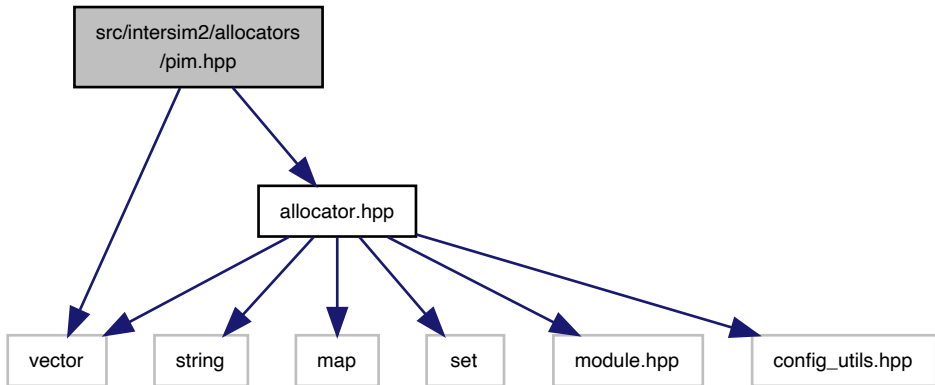 src/intersim2/allocators
/pim.hpp
allocator.hpp
vector
string
map
set
module.hpp
config_utils.hpp